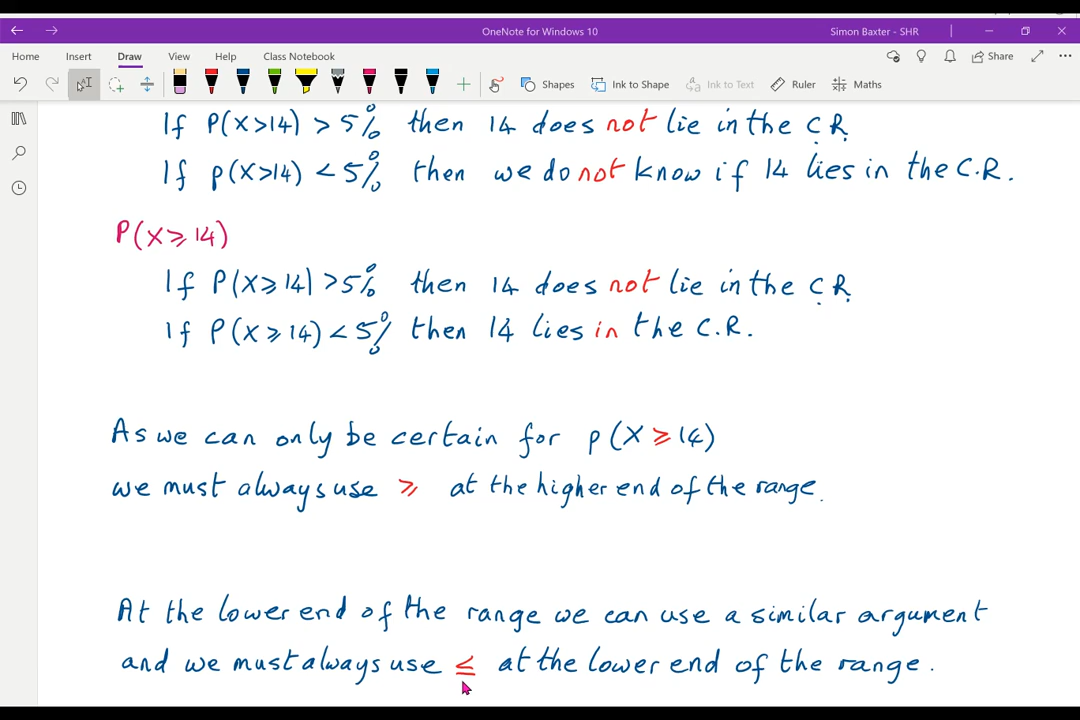 OneNote for Windows 10
Simon Baxter - SHR
Home Insert Draw View Help Class Notebook
Share
Shapes Ink to Shape Ink to Text Ruler Maths
If P(X>14) > 5% then 14 does not lie in the C.R.
If p(X>14) < 5% then we do not know if 14 lies in the C.R.
P(X⩾14)
If P(X⩾14) >5% then 14 does not lie in the C.R.
If P(X⩾14) < 5% then 14 lies in the C.R.
As we can only be certain for p(X⩾14)
we must always use ⩾ at the higher end of the range.
At the lower end of the range we can use a similar argument
and we must always use ≤ at the lower end of the range.